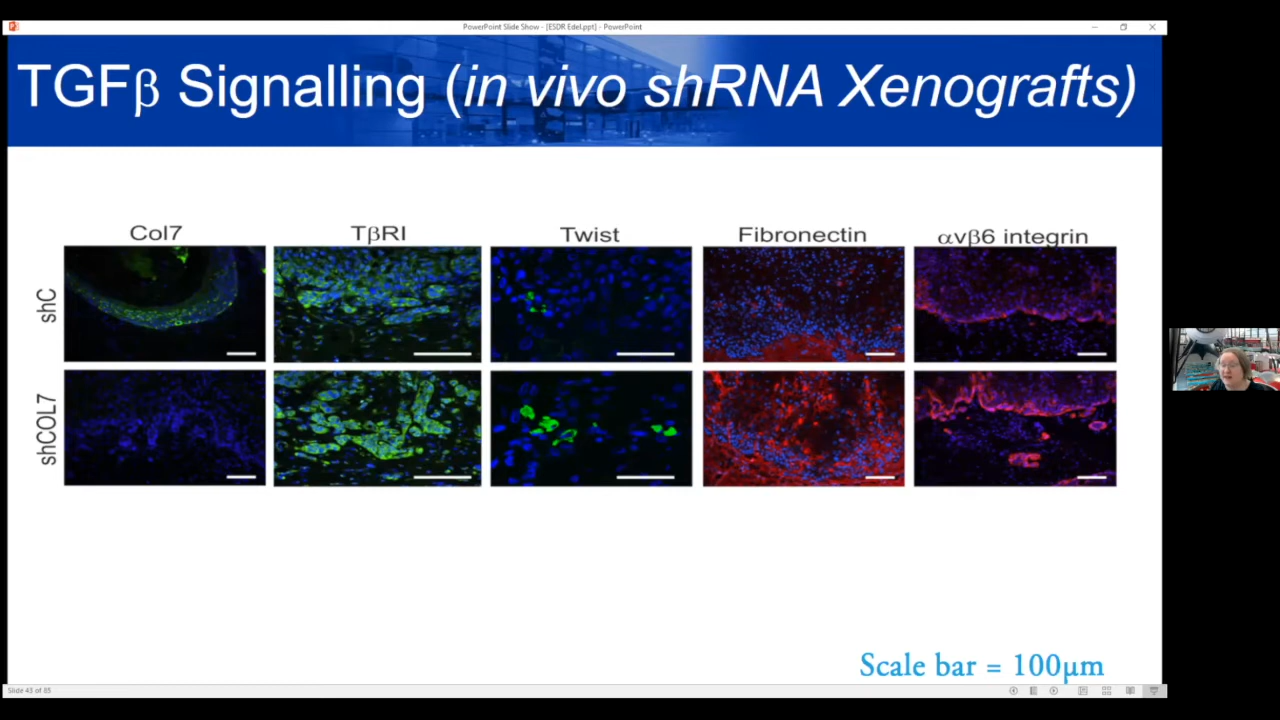 PowerPoint Slide Show - [ESDR Edel.ppt] - PowerPoint
TGFβ Signalling (in vivo shRNA Xenografts)
Col7 TβRI Twist Fibronectin αvβ6 integrin
shC
shCOL7
Scale bar = 100µm
Slide 43 of 85